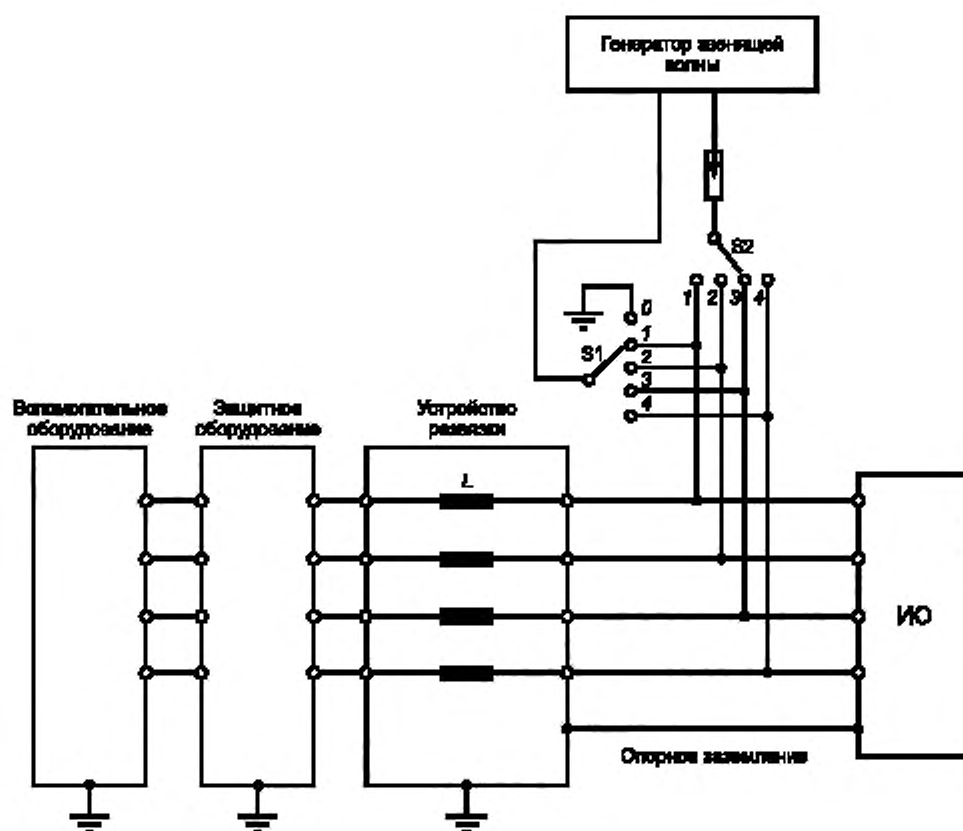 Генератор звенящей
волны
S2
1 2 3 4
0
1
S1
2
3
4
Вспомогательное
оборудование
Защитное
оборудование
Устройство
развязки
L
ИО
Опорное заземление